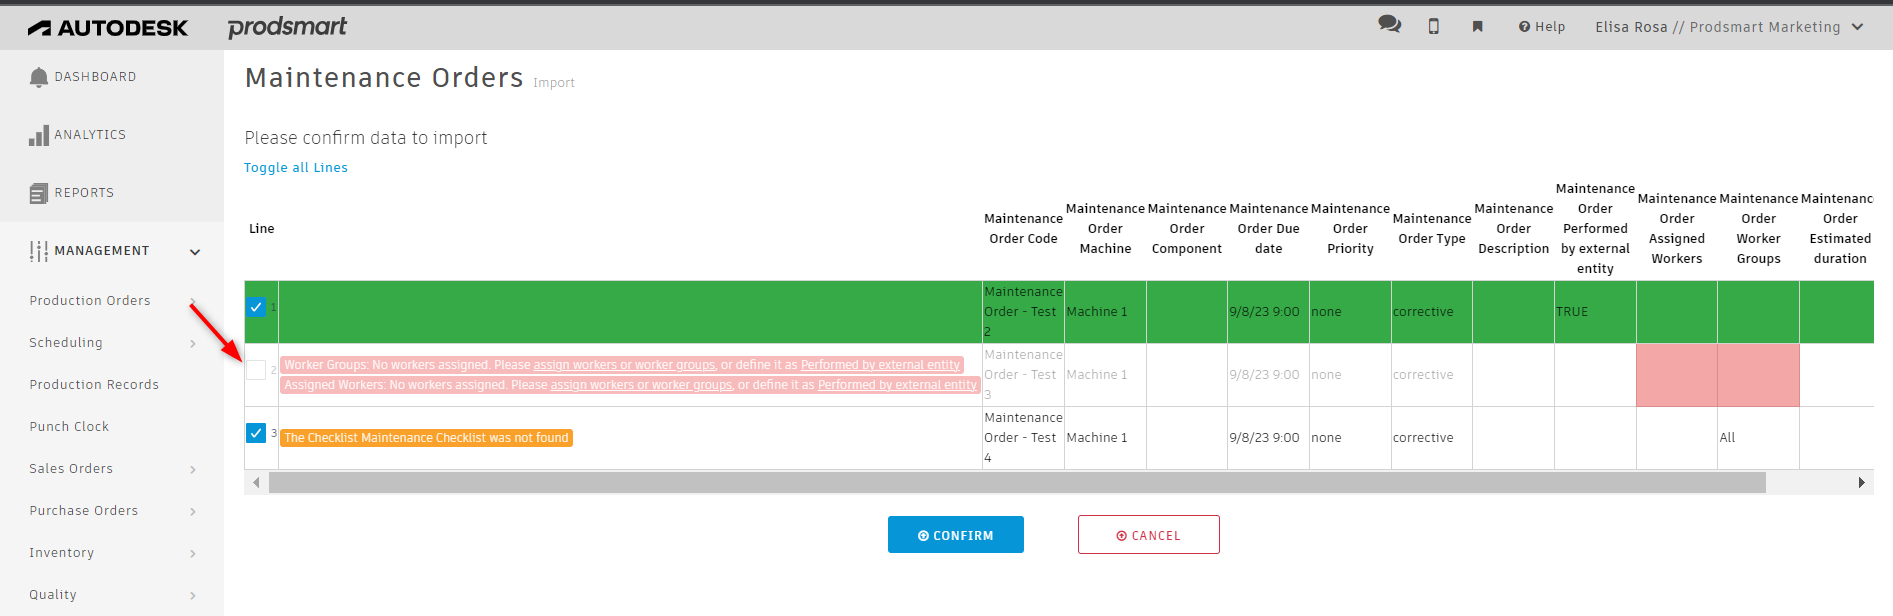 AUTODESK prodsmart Help Elisa Rosa // Prodsmart Marketing
DASHBOARD
ANALYTICS
REPORTS
MANAGEMENT
Production Orders
Scheduling
Production Records
Punch Clock
Sales Orders
Purchase Orders
Inventory
Quality
Maintenance Orders Import
Please confirm data to import
Toggle all Lines
Line
Maintenance
Order Code
Maintenance
Order
Machine
Maintenance
Order
Component
Maintenance
Order Due
date
Maintenance
Order
Priority
Maintenance
Order Type
Maintenance
Order
Description
Maintenance
Order
Performed
by external
entity
Maintenance
Order
Assigned
Workers
Maintenance
Order
Worker
Groups
Order
Estimated
duration
1
Maintenance
Order - Test
2
Machine 1
9/8/23 9:00
none
corrective
TRUE
2
Worker Groups: No workers assigned. Please assign workers or worker groups, or define it as Performed by external entity
Assigned Workers: No workers assigned. Please assign workers or worker groups, or define it as Performed by external entity
Maintenance
Order - Test
3
Machine 1
9/8/23 9:00
none
corrective
3
The Checklist Maintenance Checklist was not found
Maintenance
Order - Test
4
Machine 1
9/8/23 9:00
none
corrective
All
CONFIRM
CANCEL